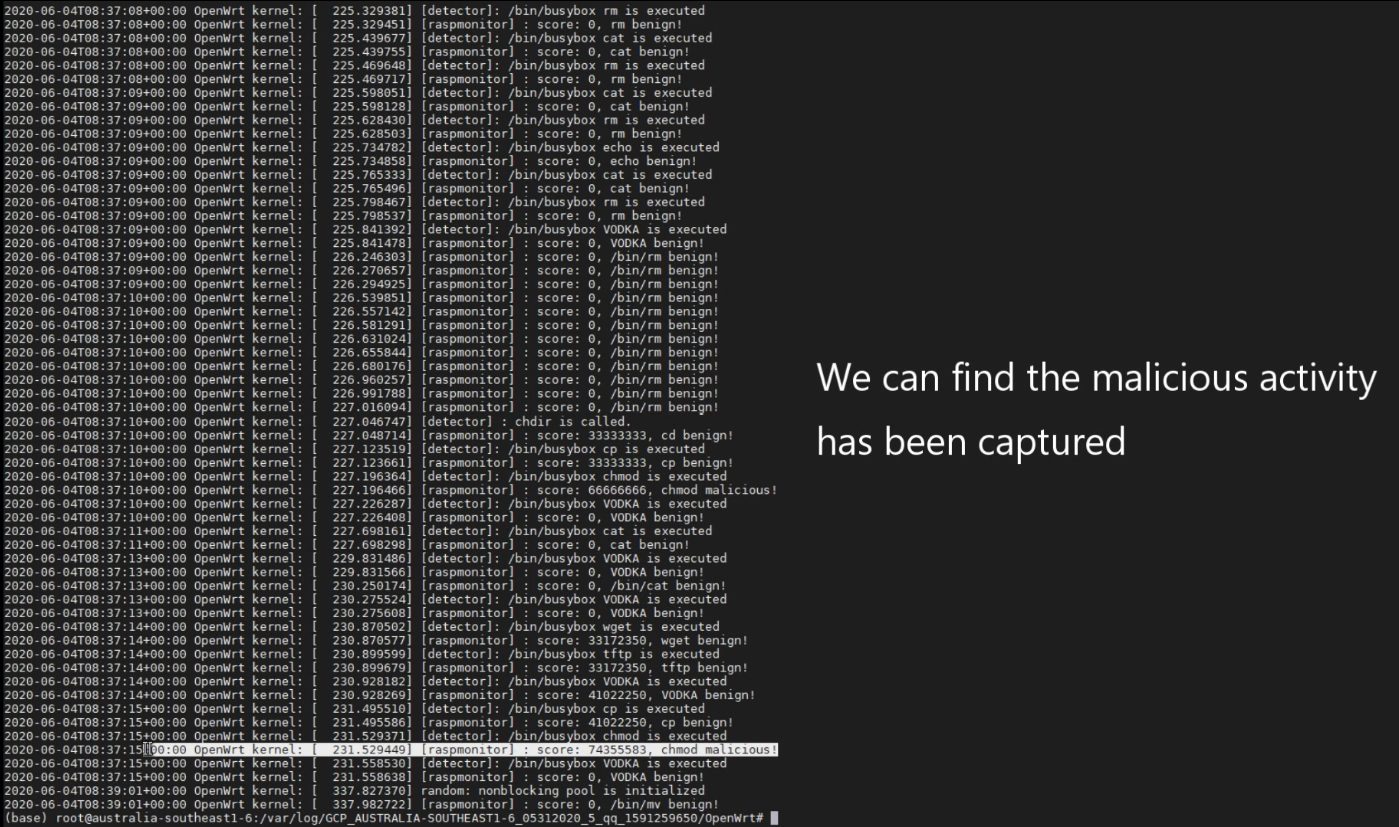 2020-06-04T08:37:08+00:00 OpenWrt kernel: [  225.329381] [detector]: /bin/busybox rm is executed
2020-06-04T08:37:08+00:00 OpenWrt kernel: [  225.329451] [raspmonitor] : score: 0, rm benign!
2020-06-04T08:37:08+00:00 OpenWrt kernel: [  225.439677] [detector]: /bin/busybox cat is executed
2020-06-04T08:37:08+00:00 OpenWrt kernel: [  225.439755] [raspmonitor] : score: 0, cat benign!
2020-06-04T08:37:08+00:00 OpenWrt kernel: [  225.469648] [detector]: /bin/busybox rm is executed
2020-06-04T08:37:08+00:00 OpenWrt kernel: [  225.469717] [raspmonitor] : score: 0, rm benign!
2020-06-04T08:37:09+00:00 OpenWrt kernel: [  225.598051] [detector]: /bin/busybox cat is executed
2020-06-04T08:37:09+00:00 OpenWrt kernel: [  225.598128] [raspmonitor] : score: 0, cat benign!
2020-06-04T08:37:09+00:00 OpenWrt kernel: [  225.628430] [detector]: /bin/busybox rm is executed
2020-06-04T08:37:09+00:00 OpenWrt kernel: [  225.628503] [raspmonitor] : score: 0, rm benign!
2020-06-04T08:37:09+00:00 OpenWrt kernel: [  225.734782] [detector]: /bin/busybox echo is executed
2020-06-04T08:37:09+00:00 OpenWrt kernel: [  225.734858] [raspmonitor] : score: 0, echo benign!
2020-06-04T08:37:09+00:00 OpenWrt kernel: [  225.765333] [detector]: /bin/busybox cat is executed
2020-06-04T08:37:09+00:00 OpenWrt kernel: [  225.765496] [raspmonitor] : score: 0, cat benign!
2020-06-04T08:37:09+00:00 OpenWrt kernel: [  225.798467] [detector]: /bin/busybox rm is executed
2020-06-04T08:37:09+00:00 OpenWrt kernel: [  225.798537] [raspmonitor] : score: 0, rm benign!
2020-06-04T08:37:09+00:00 OpenWrt kernel: [  225.841392] [detector]: /bin/busybox VODKA is executed
2020-06-04T08:37:09+00:00 OpenWrt kernel: [  225.841478] [raspmonitor] : score: 0, VODKA benign!
2020-06-04T08:37:09+00:00 OpenWrt kernel: [  226.246303] [raspmonitor] : score: 0, /bin/rm benign!
2020-06-04T08:37:09+00:00 OpenWrt kernel: [  226.270657] [raspmonitor] : score: 0, /bin/rm benign!
2020-06-04T08:37:09+00:00 OpenWrt kernel: [  226.294925] [raspmonitor] : score: 0, /bin/rm benign!
2020-06-04T08:37:10+00:00 OpenWrt kernel: [  226.539851] [raspmonitor] : score: 0, /bin/rm benign!
2020-06-04T08:37:10+00:00 OpenWrt kernel: [  226.557142] [raspmonitor] : score: 0, /bin/rm benign!
2020-06-04T08:37:10+00:00 OpenWrt kernel: [  226.581291] [raspmonitor] : score: 0, /bin/rm benign!
2020-06-04T08:37:10+00:00 OpenWrt kernel: [  226.631024] [raspmonitor] : score: 0, /bin/rm benign!
2020-06-04T08:37:10+00:00 OpenWrt kernel: [  226.655844] [raspmonitor] : score: 0, /bin/rm benign!
2020-06-04T08:37:10+00:00 OpenWrt kernel: [  226.680176] [raspmonitor] : score: 0, /bin/rm benign!
2020-06-04T08:37:10+00:00 OpenWrt kernel: [  226.960257] [raspmonitor] : score: 0, /bin/rm benign!
2020-06-04T08:37:10+00:00 OpenWrt kernel: [  226.991788] [raspmonitor] : score: 0, /bin/rm benign!
2020-06-04T08:37:10+00:00 OpenWrt kernel: [  227.016094] [raspmonitor] : score: 0, /bin/rm benign!
2020-06-04T08:37:10+00:00 OpenWrt kernel: [  227.046747] [detector] : chdir is called.
2020-06-04T08:37:10+00:00 OpenWrt kernel: [  227.048714] [raspmonitor] : score: 33333333, cd benign!
2020-06-04T08:37:10+00:00 OpenWrt kernel: [  227.123519] [detector]: /bin/busybox cp is executed
2020-06-04T08:37:10+00:00 OpenWrt kernel: [  227.123661] [raspmonitor] : score: 33333333, cp benign!
2020-06-04T08:37:10+00:00 OpenWrt kernel: [  227.196364] [detector]: /bin/busybox chmod is executed
2020-06-04T08:37:10+00:00 OpenWrt kernel: [  227.196466] [raspmonitor] : score: 66666666, chmod malicious!
2020-06-04T08:37:10+00:00 OpenWrt kernel: [  227.226287] [detector]: /bin/busybox VODKA is executed
2020-06-04T08:37:10+00:00 OpenWrt kernel: [  227.226408] [raspmonitor] : score: 0, VODKA benign!
2020-06-04T08:37:11+00:00 OpenWrt kernel: [  227.698161] [detector]: /bin/busybox cat is executed
2020-06-04T08:37:11+00:00 OpenWrt kernel: [  227.698298] [raspmonitor] : score: 0, cat benign!
2020-06-04T08:37:13+00:00 OpenWrt kernel: [  229.831486] [detector]: /bin/busybox VODKA is executed
2020-06-04T08:37:13+00:00 OpenWrt kernel: [  229.831566] [raspmonitor] : score: 0, VODKA benign!
2020-06-04T08:37:13+00:00 OpenWrt kernel: [  230.250174] [raspmonitor] : score: 0, /bin/cat benign!
2020-06-04T08:37:13+00:00 OpenWrt kernel: [  230.275524] [detector]: /bin/busybox VODKA is executed
2020-06-04T08:37:13+00:00 OpenWrt kernel: [  230.275608] [raspmonitor] : score: 0, VODKA benign!
2020-06-04T08:37:14+00:00 OpenWrt kernel: [  230.870502] [detector]: /bin/busybox wget is executed
2020-06-04T08:37:14+00:00 OpenWrt kernel: [  230.870577] [raspmonitor] : score: 33172350, wget benign!
2020-06-04T08:37:14+00:00 OpenWrt kernel: [  230.899599] [detector]: /bin/busybox tftp is executed
2020-06-04T08:37:14+00:00 OpenWrt kernel: [  230.899679] [raspmonitor] : score: 33172350, tftp benign!
2020-06-04T08:37:14+00:00 OpenWrt kernel: [  230.928182] [detector]: /bin/busybox VODKA is executed
2020-06-04T08:37:14+00:00 OpenWrt kernel: [  230.928269] [raspmonitor] : score: 41022250, VODKA benign!
2020-06-04T08:37:15+00:00 OpenWrt kernel: [  231.495510] [detector]: /bin/busybox cp is executed
2020-06-04T08:37:15+00:00 OpenWrt kernel: [  231.495586] [raspmonitor] : score: 41022250, cp benign!
2020-06-04T08:37:15+00:00 OpenWrt kernel: [  231.529371] [detector]: /bin/busybox chmod is executed
2020-06-04T08:37:15+00:00 OpenWrt kernel: [  231.529449] [raspmonitor] : score: 74355583, chmod malicious!
2020-06-04T08:37:15+00:00 OpenWrt kernel: [  231.558530] [detector]: /bin/busybox VODKA is executed
2020-06-04T08:37:15+00:00 OpenWrt kernel: [  231.558638] [raspmonitor] : score: 0, VODKA benign!
2020-06-04T08:39:01+00:00 OpenWrt kernel: [  337.827370] random: nonblocking pool is initialized
2020-06-04T08:39:01+00:00 OpenWrt kernel: [  337.982722] [raspmonitor] : score: 0, /bin/mv benign!
(base) root@australia-southeast1-6:/var/log/GCP_AUSTRALIA-SOUTHEAST1-6_05312020_5_qq_1591259650/OpenWrt#
We can find the malicious activity
has been captured